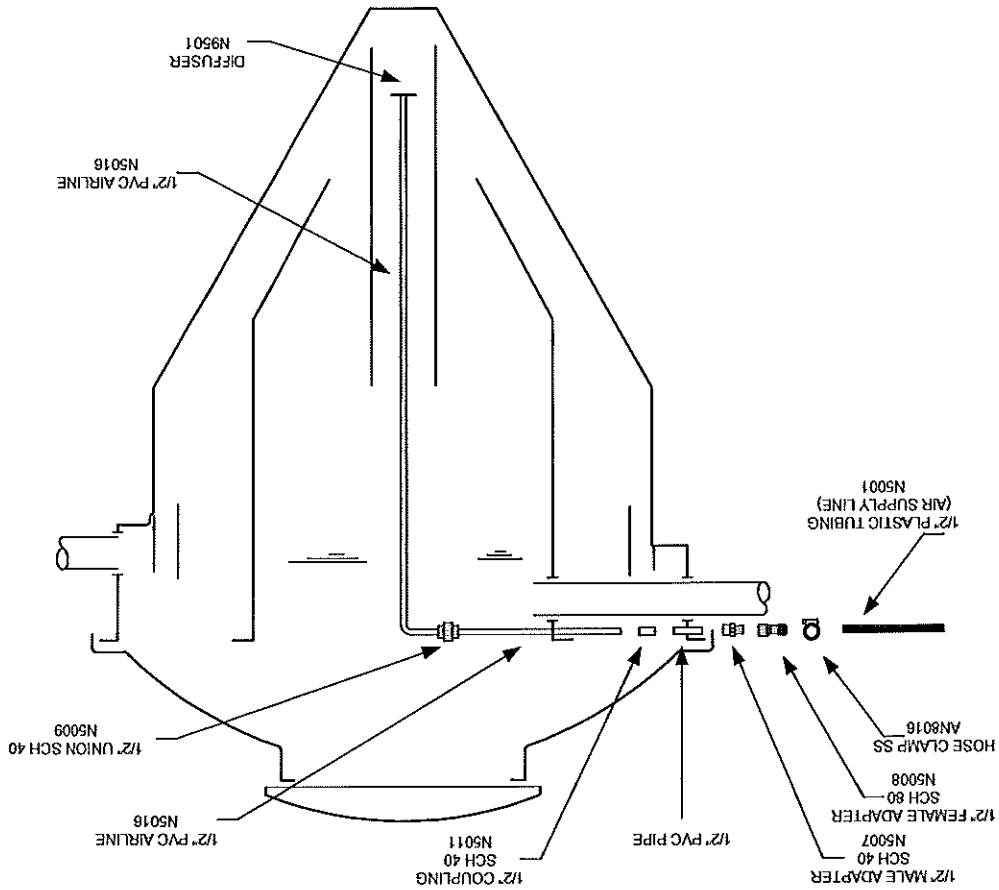 1/2" MALE ADAPTER
SCH 40
N5007
1/2" FEMALE ADAPTER
SCH 80
N5008
HOSE CLAMP SS
AN8016
1/2" PLASTIC TUBING
(AIR SUPPLY LINE)
N5001
1/2" PVC PIPE
1/2" COUPLING
SCH 40
N5011
1/2" PVC AIRLINE
N5016
1/2" UNION SCH 40
N5009
1/2" PVC AIRLINE
N5016
DIFFUSER
N9501